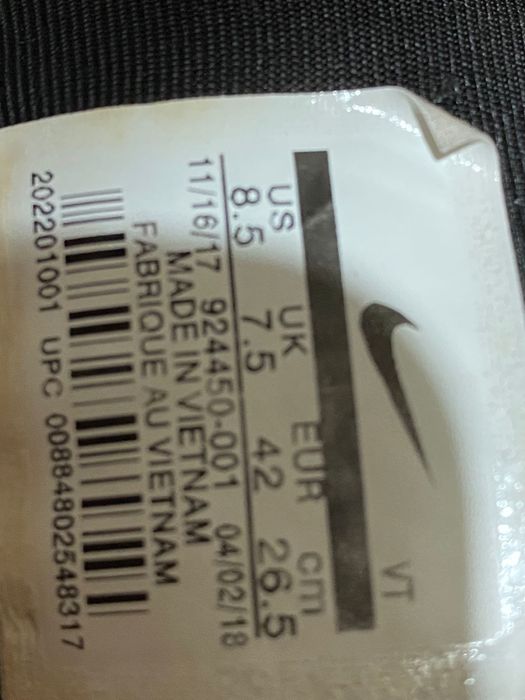 VT
US UK EUR cm
8.5 7.5 42 26.5
11/16/17 924450-001 04/02/18
MADE IN VIETNAM
FABRIQUE AU VIETNAM
202201001 UPC 00884802548317